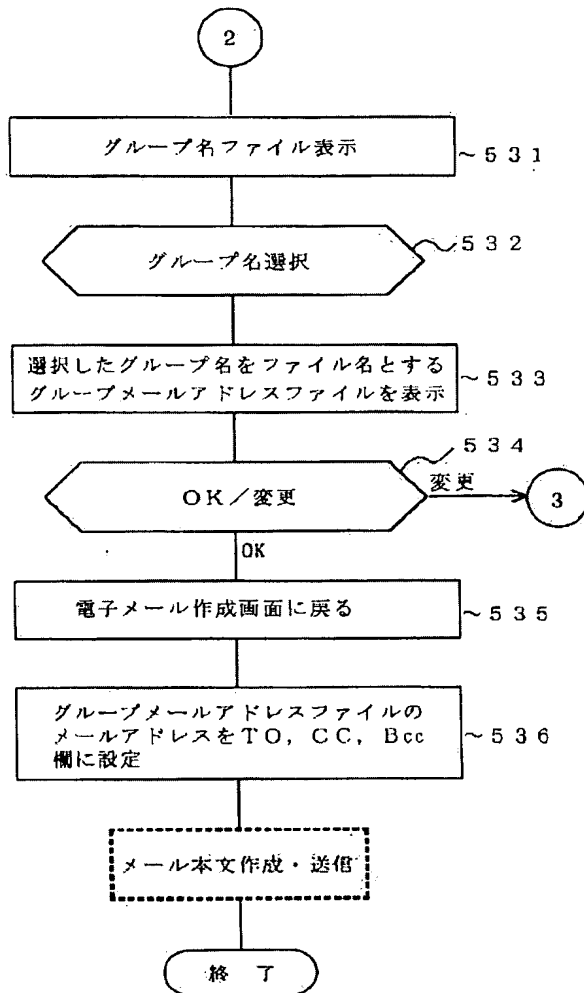 2
グループ名ファイル表示
～531
グループ名選択
532
選択したグループ名をファイル名とする
グループメールアドレスファイルを表示
～533
OK／変更
534
変更
3
OK
電子メール作成画面に戻る
～535
グループメールアドレスファイルの
メールアドレスをTO，CC，Bcc
欄に設定
～536
メール本文作成・送信
終 了